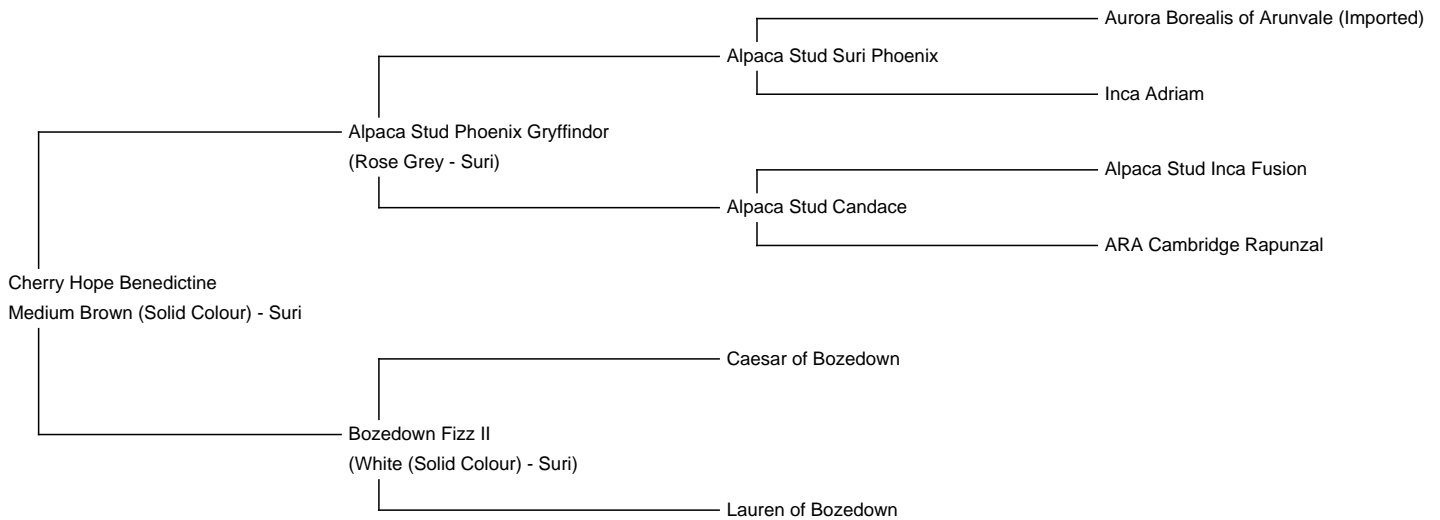 Aurora Borealis of Arunvale (Imported)
Alpaca Stud Suri Phoenix
Inca Adriam
Alpaca Stud Phoenix Gryffindor
(Rose Grey - Suri)
Alpaca Stud Inca Fusion
Alpaca Stud Candace
ARA Cambridge Rapunzal
Cherry Hope Benedictine
Medium Brown (Solid Colour) - Suri
Caesar of Bozedown
Bozedown Fizz II
(White (Solid Colour) - Suri)
Lauren of Bozedown